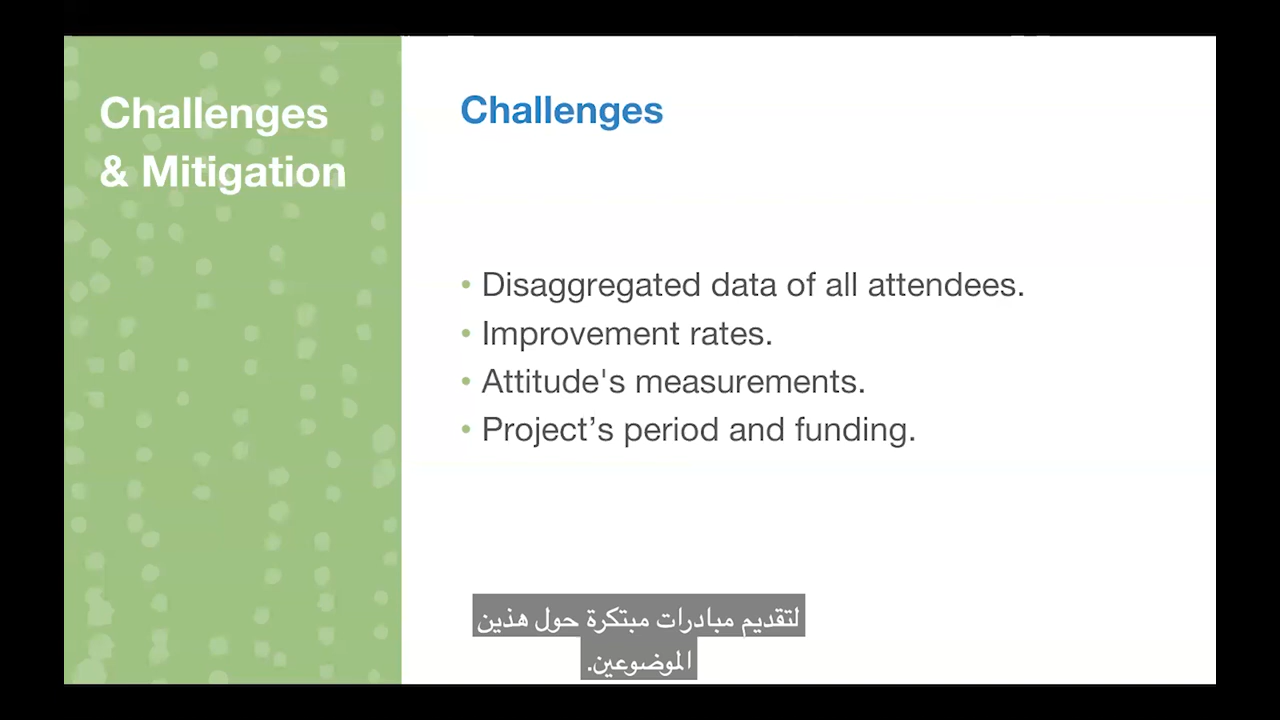 Challenges
& Mitigation
Challenges
• Disaggregated data of all attendees.
• Improvement rates.
• Attitude's measurements.
• Project’s period and funding.
لتقديم مبادرات مبتكرة حول هذين
الموضوعين.